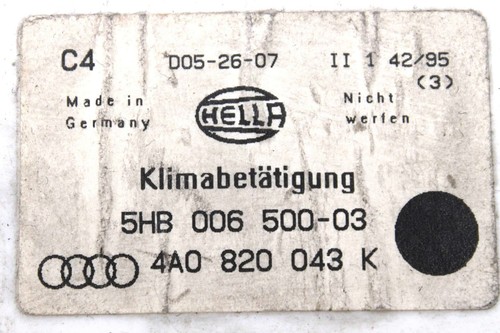 C4 D05-26-07 II 1 42/95
(3)
Made in Germany
HELLA
Nicht werfen
Klimabetätigung
5HB 006 500-03
4A0 820 043 K